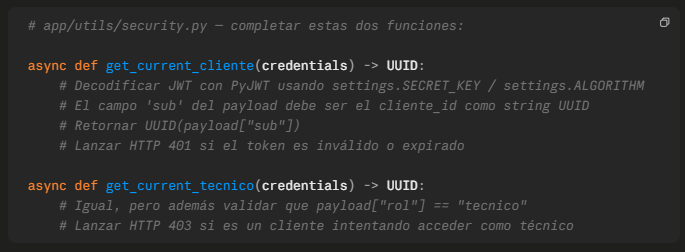 # app/utils/security.py — completar estas dos funciones:
async def get_current_cliente(credentials) -> UUID:
# Decodificar JWT con PyJWT usando settings.SECRET_KEY / settings.ALGORITHM
# El campo 'sub' del payload debe ser el cliente_id como string UUID
# Retornar UUID(payload["sub"])
# Lanzar HTTP 401 si el token es inválido o expirado
async def get_current_tecnico(credentials) -> UUID:
# Igual, pero además validar que payload["rol"] == "tecnico"
# Lanzar HTTP 403 si es un cliente intentando acceder como técnico